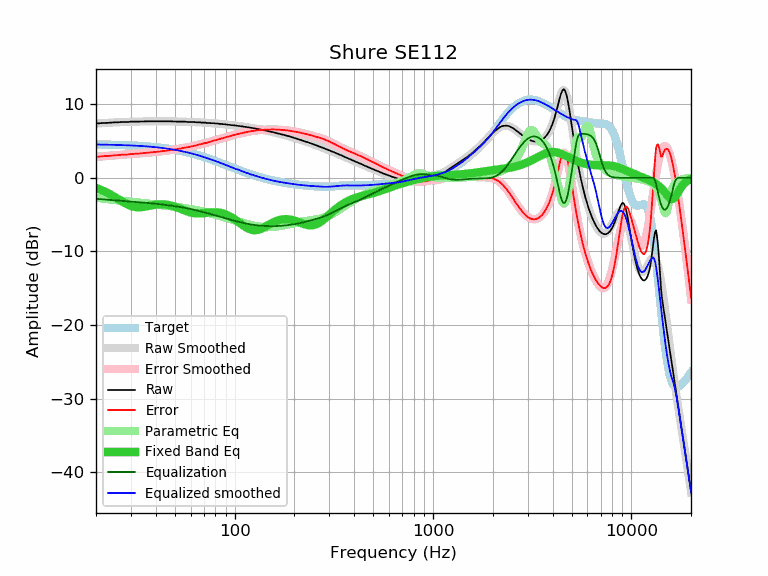 Shure SE112
Amplitude (dBr)
10
0
−10
−20
−30
−40
Target
Raw Smoothed
Error Smoothed
Raw
Error
Parametric Eq
Fixed Band Eq
Equalization
Equalized smoothed
100
1000
10000
Frequency (Hz)